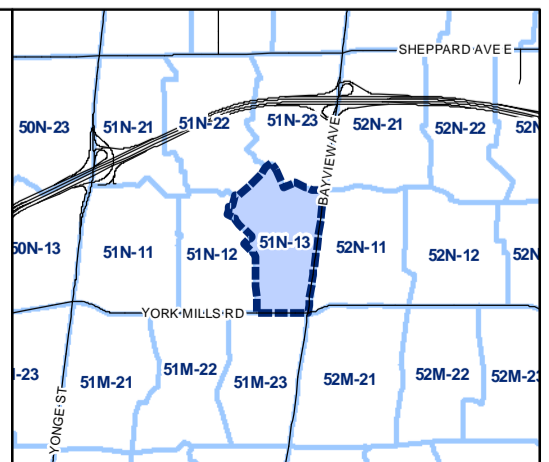 SHEPPARD AVE E
50N-23
51N-21
51N-22
51N-23
52N-21
52N-22
52N
BAYVIEW AVE
50N-13
51N-11
51N-12
51N-13
52N-11
52N-12
52N
YORK MILLS RD
-23
51M-21
51M-22
51M-23
52M-21
52M-22
52M-23
YONGE ST